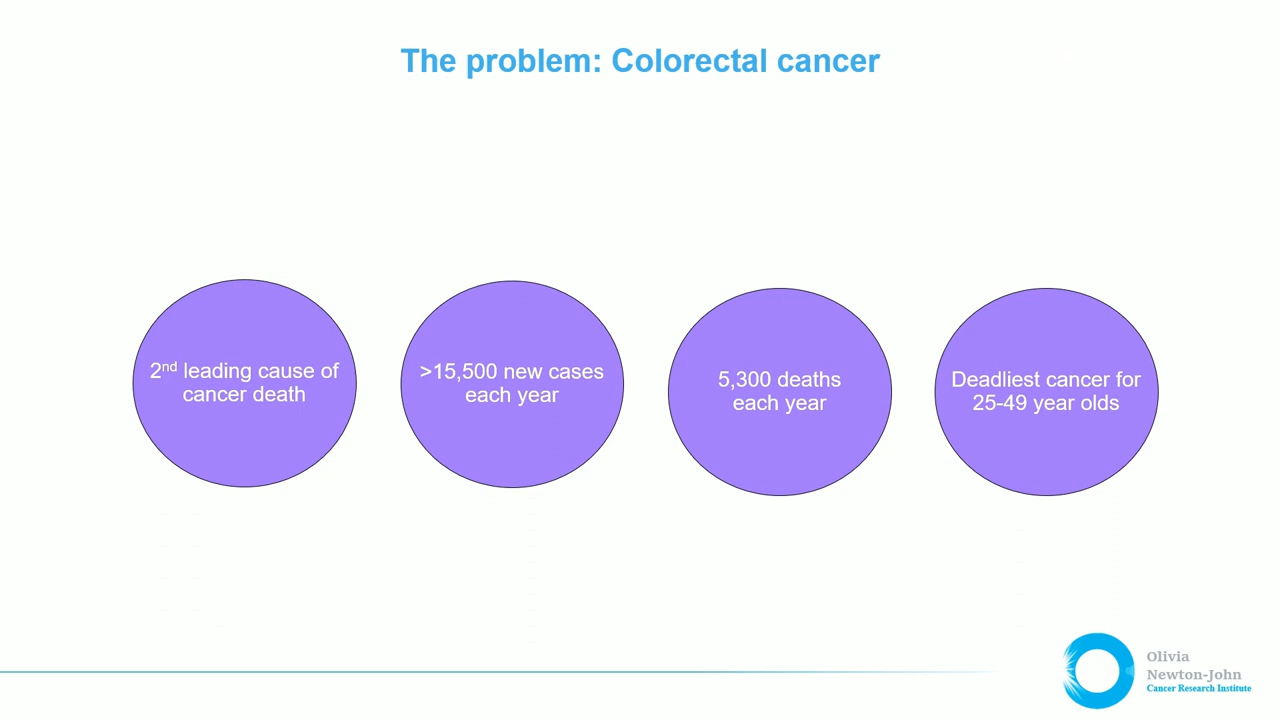 The problem: Colorectal cancer
2nd leading cause of
cancer death
>15,500 new cases
each year
5,300 deaths
each year
Deadliest cancer for
25-49 year olds
Olivia
Newton-John
Cancer Research Institute